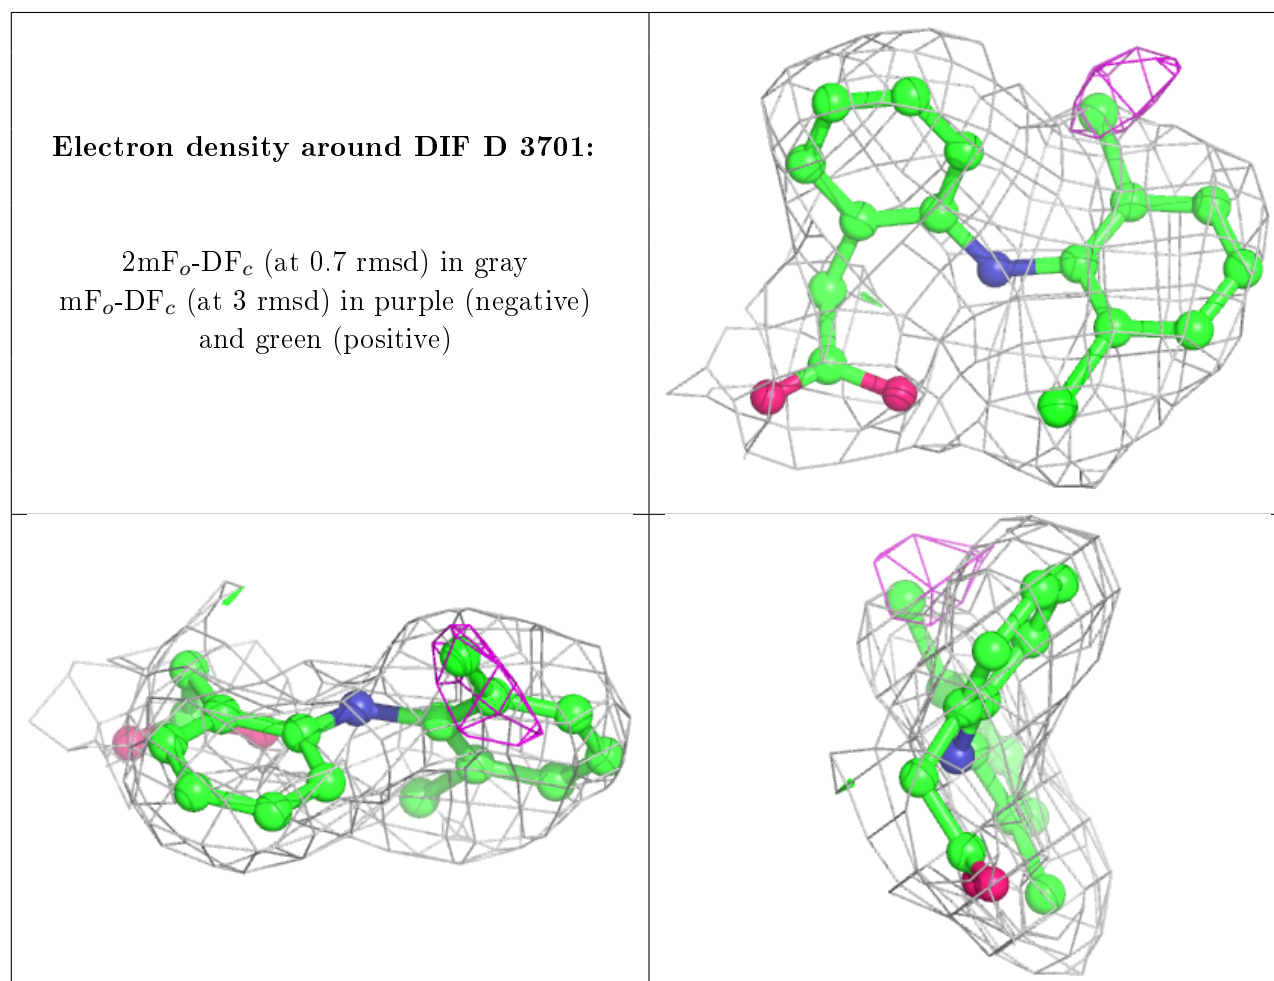 Electron density around DIF D 3701:
2mFo-DFc (at 0.7 rmsd) in gray
mFo-DFc (at 3 rmsd) in purple (negative)
and green (positive)